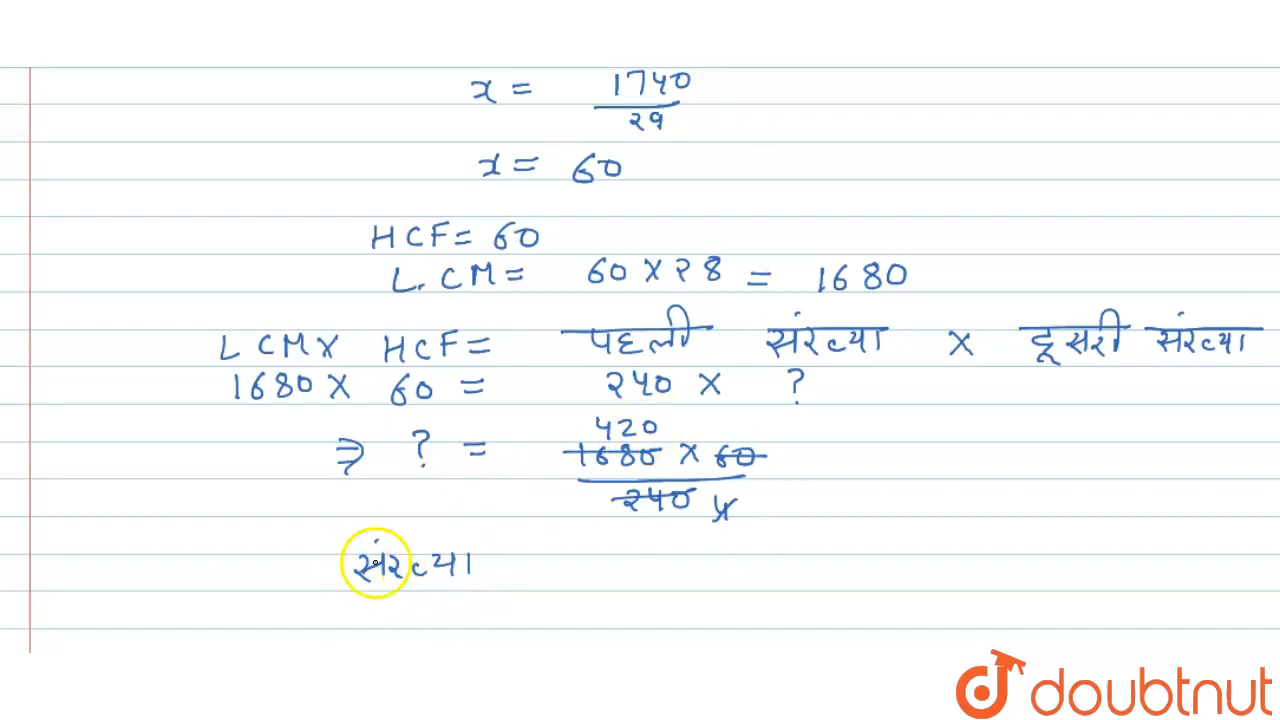 x = 1740
29
x = 60
HCF = 60
L.CM = 60 X 28 = 1680
LCM X HCF = पहली संख्या X दूसरी संख्या
1680 X 60 = 240 X ?
420
⇒ ? = 1680 X 60
240 4
संख्या
doubtnut